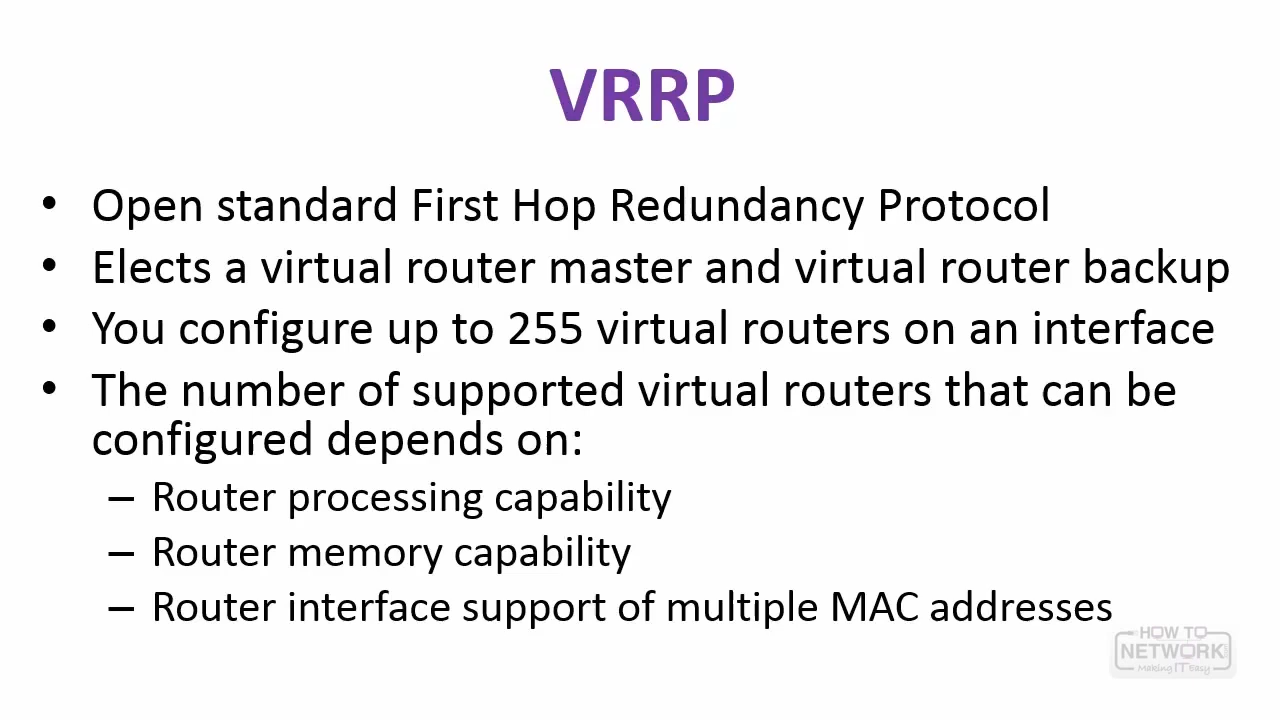 VRRP
• Open standard First Hop Redundancy Protocol
• Elects a virtual router master and virtual router backup
• You configure up to 255 virtual routers on an interface
• The number of supported virtual routers that can be
configured depends on:
– Router processing capability
– Router memory capability
– Router interface support of multiple MAC addresses
HOW TO
NETWORK
Making IT Easy